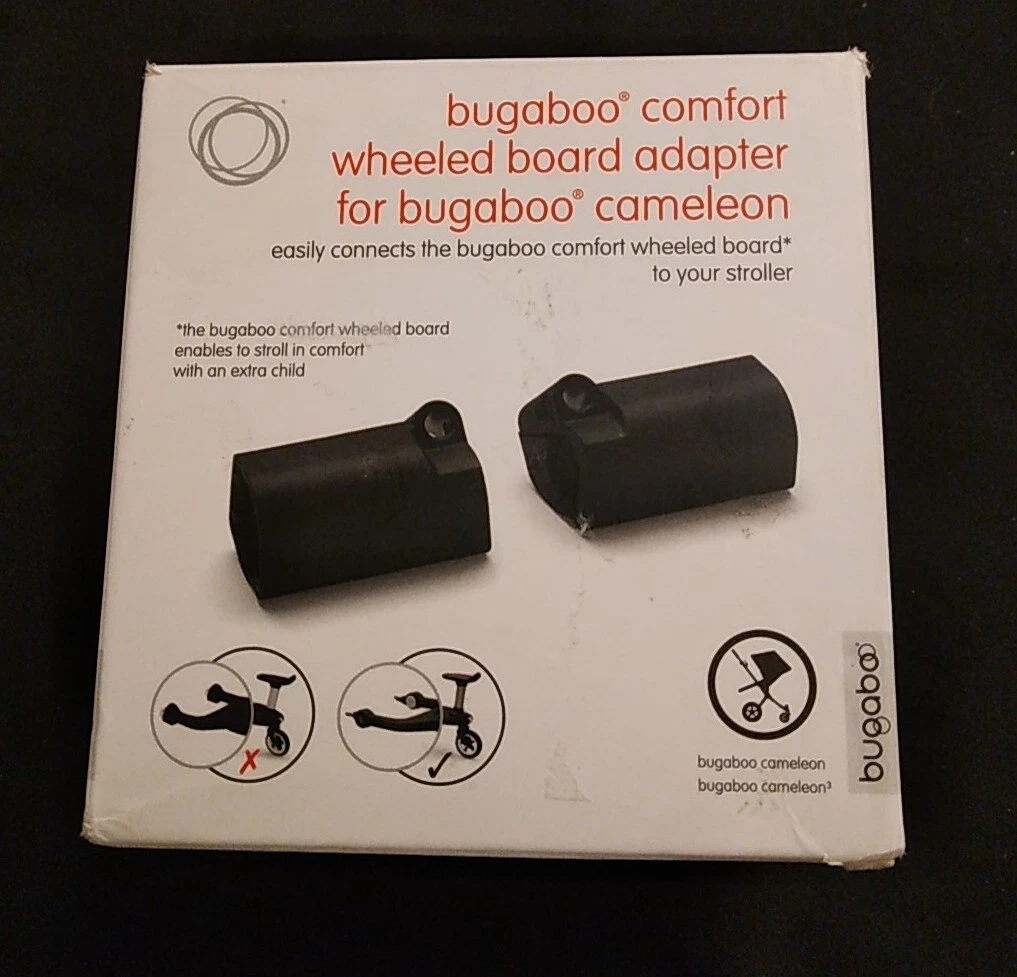 bugaboo® comfort
wheeled board adapter
for bugaboo® cameleon
easily connects the bugaboo comfort wheeled board*
to your stroller
*the bugaboo comfort wheeled board
enables to stroll in comfort
with an extra child
bugaboo cameleon
bugaboo cameleon³
bugaboo